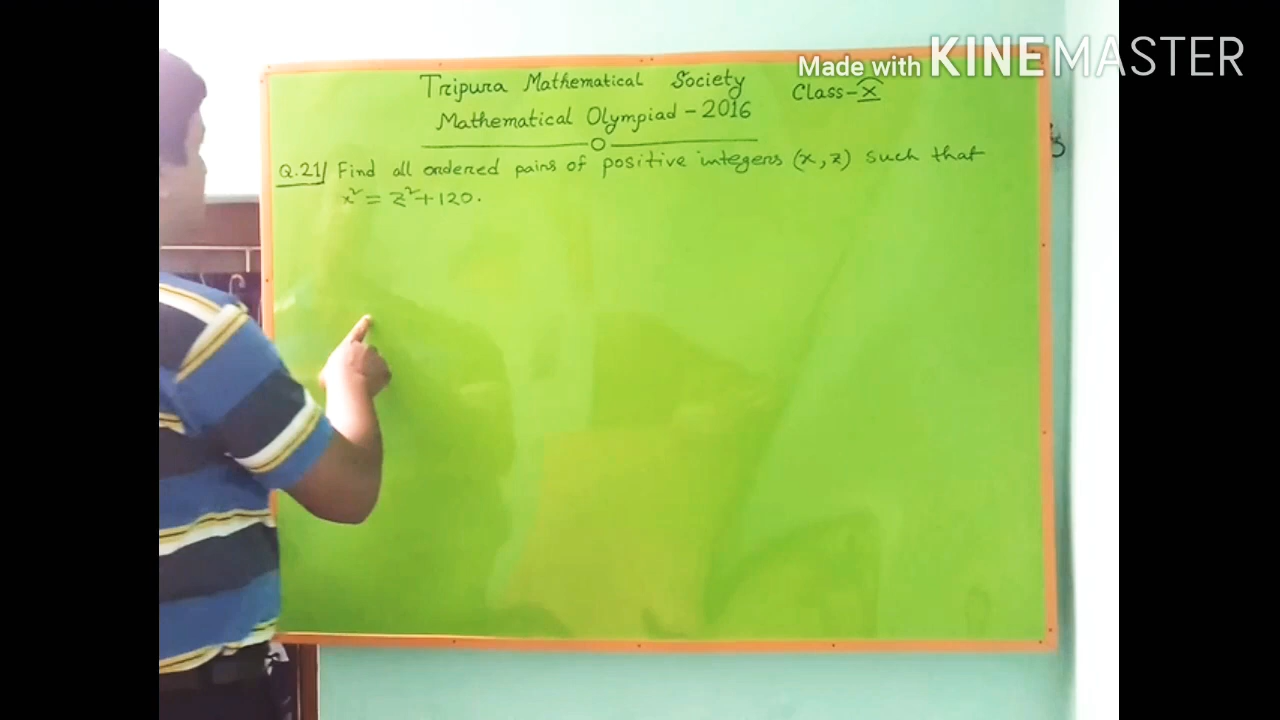 Made with KINEMASTER
Tripura Mathematical Society
Class-X
Mathematical Olympiad - 2016
Q.21/ Find all ordered pairs of positive integers (x, z) such that
x² = z² + 120.